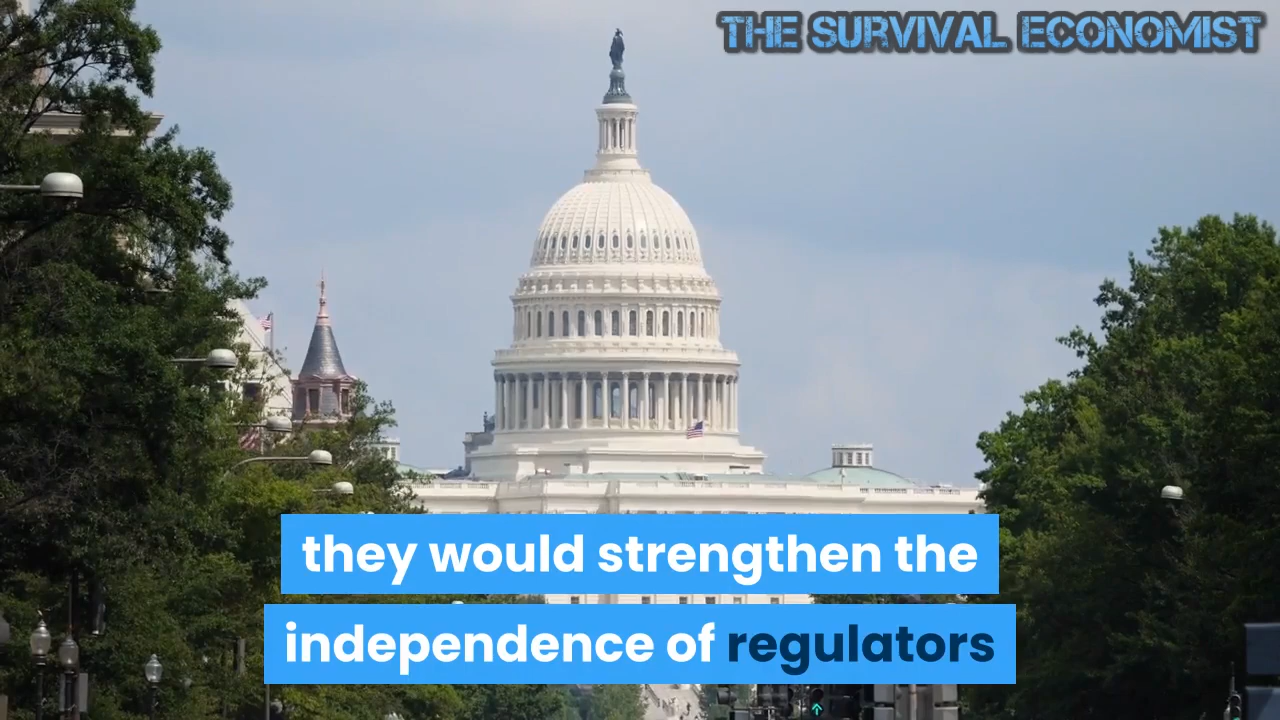 THE SURVIVAL ECONOMIST
they would strengthen the
independence of regulators